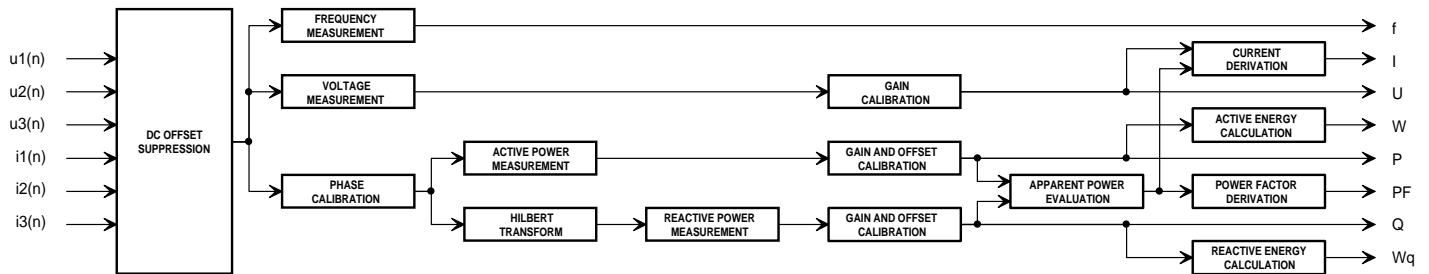 u1(n)
u2(n)
u3(n)
i1(n)
i2(n)
i3(n)
DC OFFSET
SUPPRESSION
FREQUENCY
MEASUREMENT
VOLTAGE
MEASUREMENT
PHASE
CALIBRATION
ACTIVE POWER
MEASUREMENT
HILBERT
TRANSFORM
REACTIVE POWER
MEASUREMENT
GAIN
CALIBRATION
GAIN AND OFFSET
CALIBRATION
GAIN AND OFFSET
CALIBRATION
APPARENT POWER
EVALUATION
CURRENT
DERIVATION
ACTIVE ENERGY
CALCULATION
POWER FACTOR
DERIVATION
REACTIVE ENERGY
CALCULATION
f
I
U
W
P
PF
Q
Wq